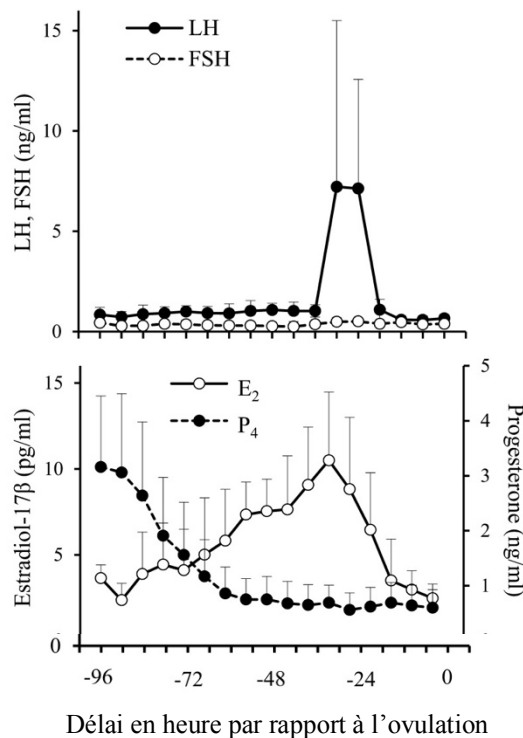 15
LH
FSH
10
5
0
LH, FSH (ng/ml)
15
5
E₂
P₄
4
10
3
2
5
1
0
Estradiol-17β (pg/ml)
Progesterone (ng/ml)
-96 -72 -48 -24 0
Délai en heure par rapport à l’ovulation